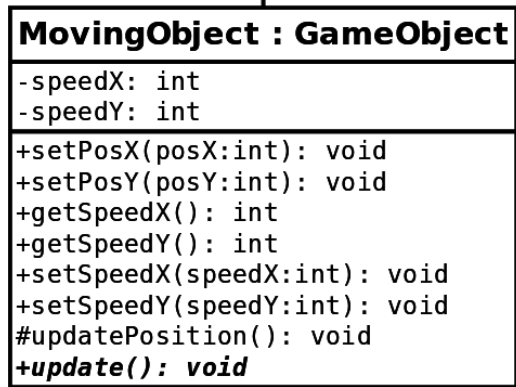 MovingObject : GameObject
-speedX: int
-speedY: int
+setPosX(posX:int): void
+setPosY(posY:int): void
+getSpeedX(): int
+getSpeedY(): int
+setSpeedX(speedX:int): void
+setSpeedY(speedY:int): void
#updatePosition(): void
+update(): void